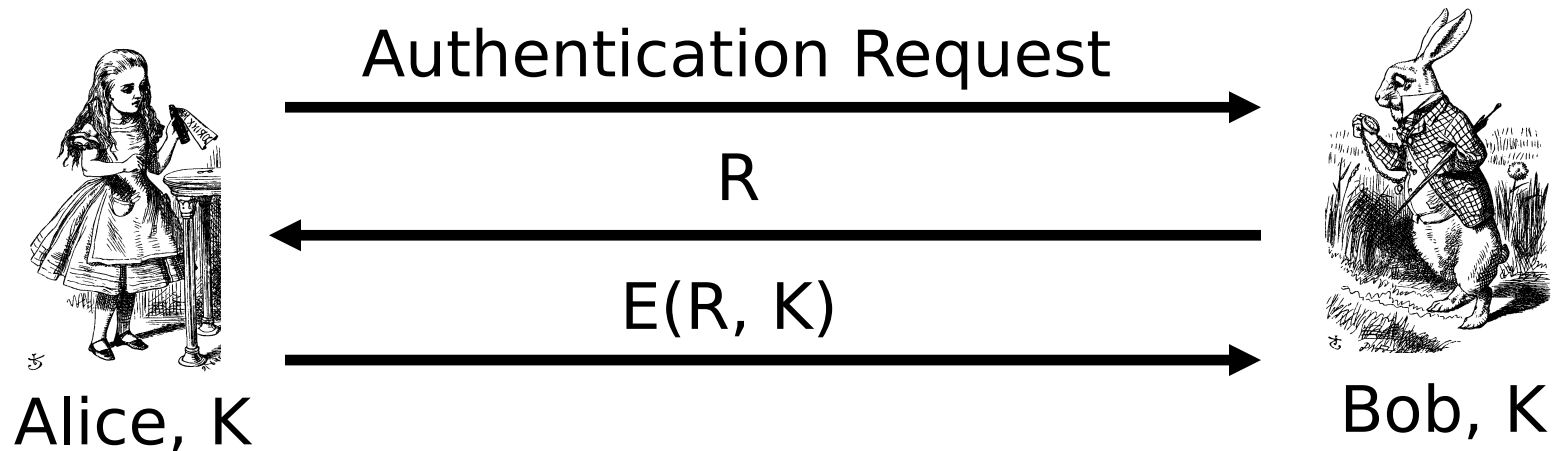 Authentication Request
R
E(R, K)
Alice, K
Bob, K